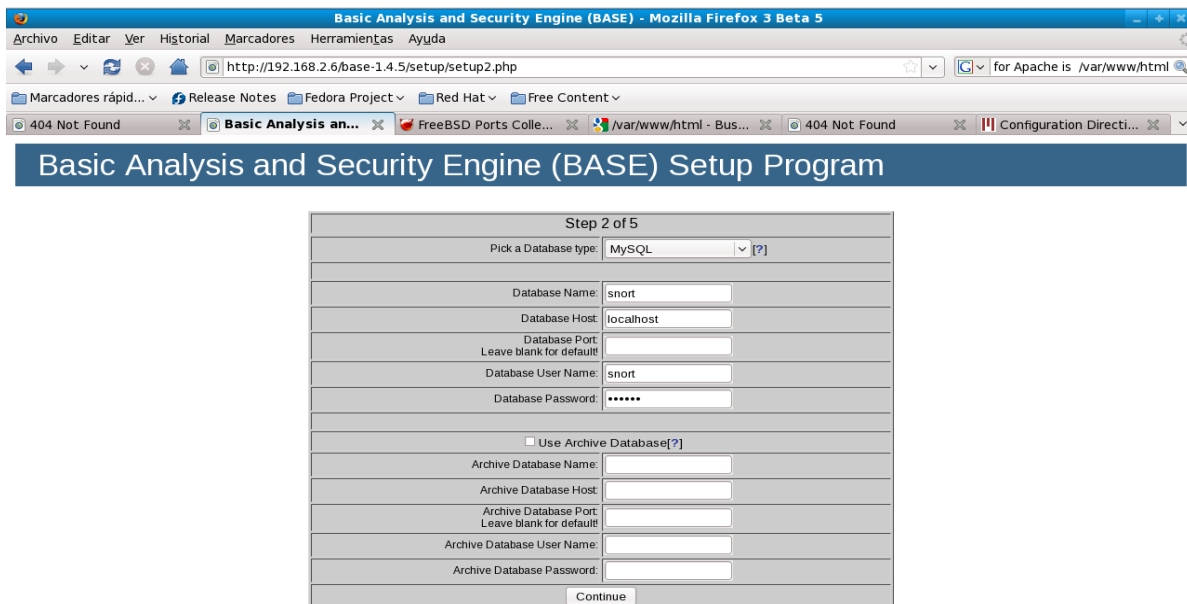 Basic Analysis and Security Engine (BASE) - Mozilla Firefox 3 Beta 5
Archivo Editar Ver Historial Marcadores Herramientas Ayuda
http://192.168.2.6/base-1.4.5/setup/setup2.php G for Apache is /var/www/html
Marcadores rápid... Release Notes Fedora Project Red Hat Free Content
404 Not Found Basic Analysis an... FreeBSD Ports Colle... /var/www/html - Bus... 404 Not Found Configuration Directi...
Basic Analysis and Security Engine (BASE) Setup Program
Step 2 of 5
Pick a Database type: MySQL [?]
Database Name: snort
Database Host: localhost
Database Port:
Leave blank for default!
Database User Name: snort
Database Password: ••••••
Use Archive Database[?]
Archive Database Name:
Archive Database Host:
Archive Database Port:
Leave blank for default!
Archive Database User Name:
Archive Database Password:
Continue